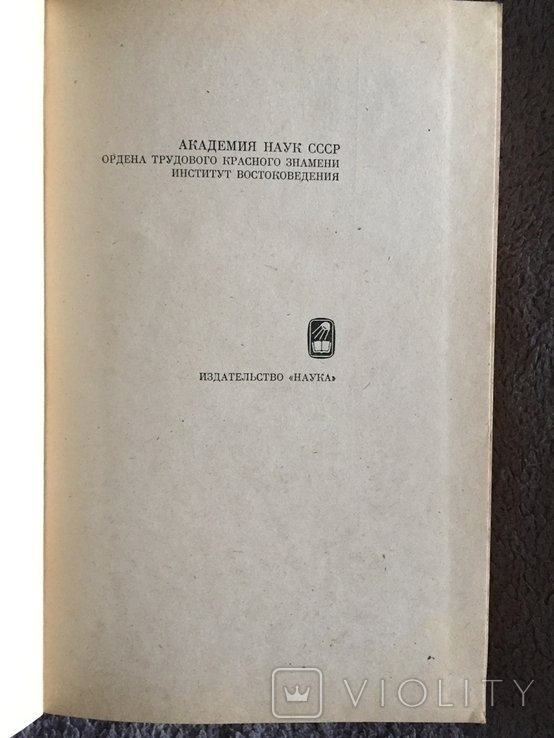 АКАДЕМИЯ НАУК СССР
ОРДЕНА ТРУДОВОГО КРАСНОГО ЗНАМЕНИ
ИНСТИТУТ ВОСТОКОВЕДЕНИЯ
ИЗДАТЕЛЬСТВО «НАУКА»
VIOLITY